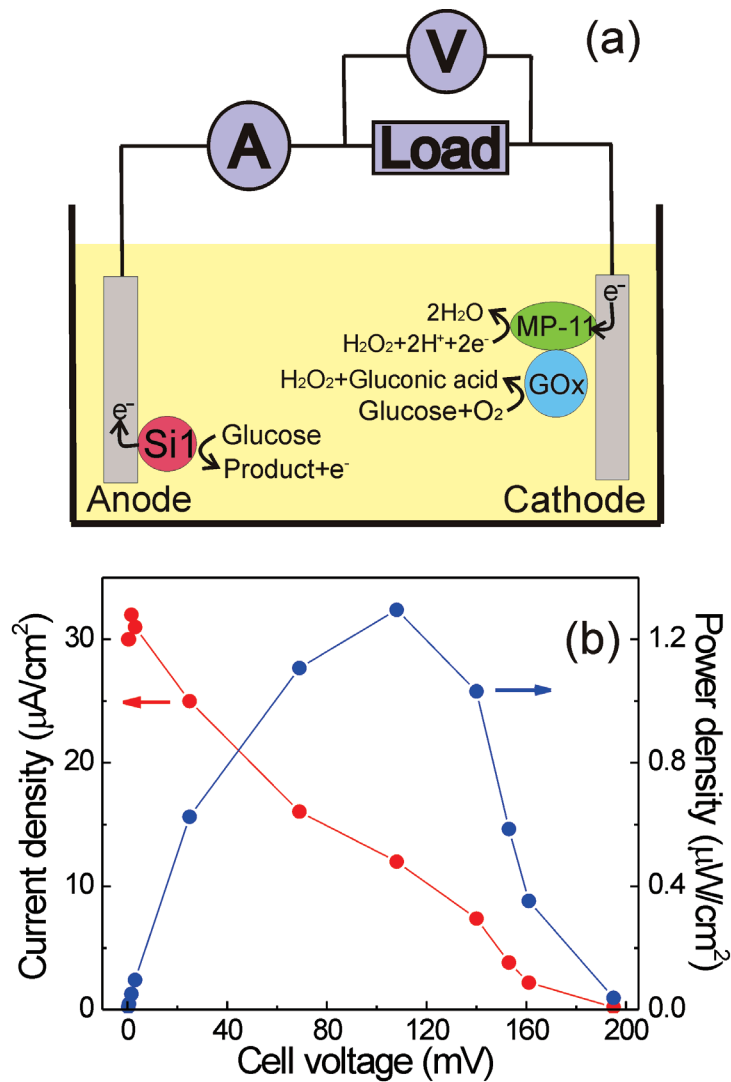 (a)
V
A
Load
e⁻
2H₂O
MP-11
H₂O₂+2H⁺+2e⁻
H₂O₂+Gluconic acid
GOx
Glucose+O₂
e⁻
Si1
Glucose
Product+e⁻
Anode
Cathode
(b)
Current density (μA/cm²)
30
20
10
0
Power density (μW/cm²)
1.2
0.8
0.4
0.0
0
40
80
120
160
200
Cell voltage (mV)